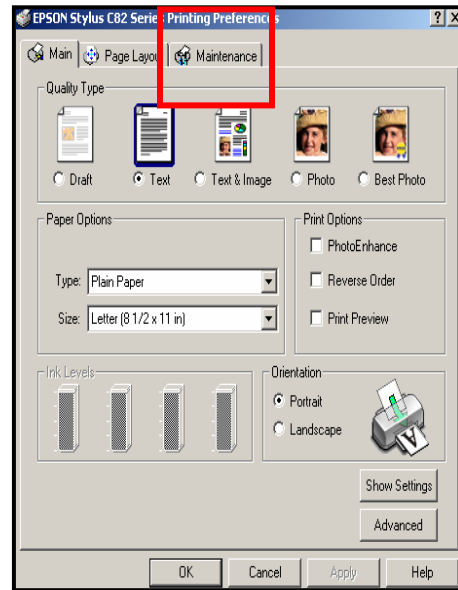 EPSON Stylus C82 Series Printing Preferences
Main Page Layout Maintenance
Quality Type
Draft Text Text & Image Photo Best Photo
Paper Options
Type: Plain Paper
Size: Letter (8 1/2 x 11 in)
Print Options
PhotoEnhance
Reverse Order
Print Preview
Ink Levels
Orientation
Portrait
Landscape
Show Settings
Advanced
OK Cancel Apply Help